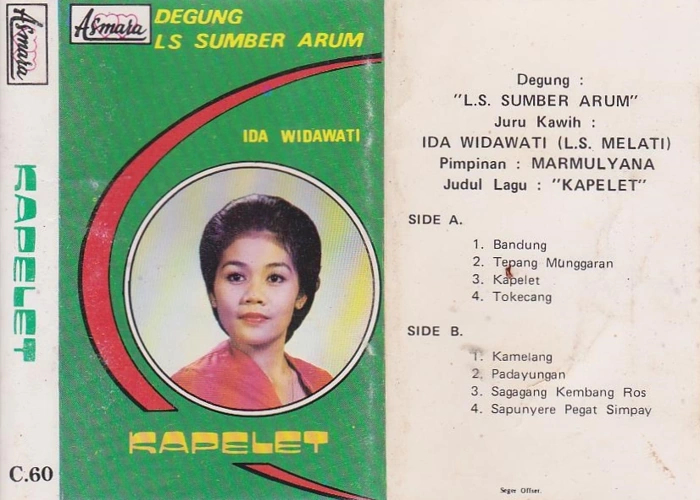 Asmara
KAPELET
C.60
Asmara
DEGUNG
LS SUMBER ARUM
IDA WIDAWATI
KAPELET
Degung :
"L.S. SUMBER ARUM"
Juru Kawih :
IDA WIDAWATI (L.S. MELATI)
Pimpinan : MARMULYANA
Judul Lagu : "KAPELET"
SIDE A.
1. Bandung
2. Tepang Munggaran
3. Kapelet
4. Tokecang
SIDE B.
1. Kamelang
2. Padayungan
3. Sagagang Kembang Ros
4. Sapunyere Pegat Simpay
Seger Offset.